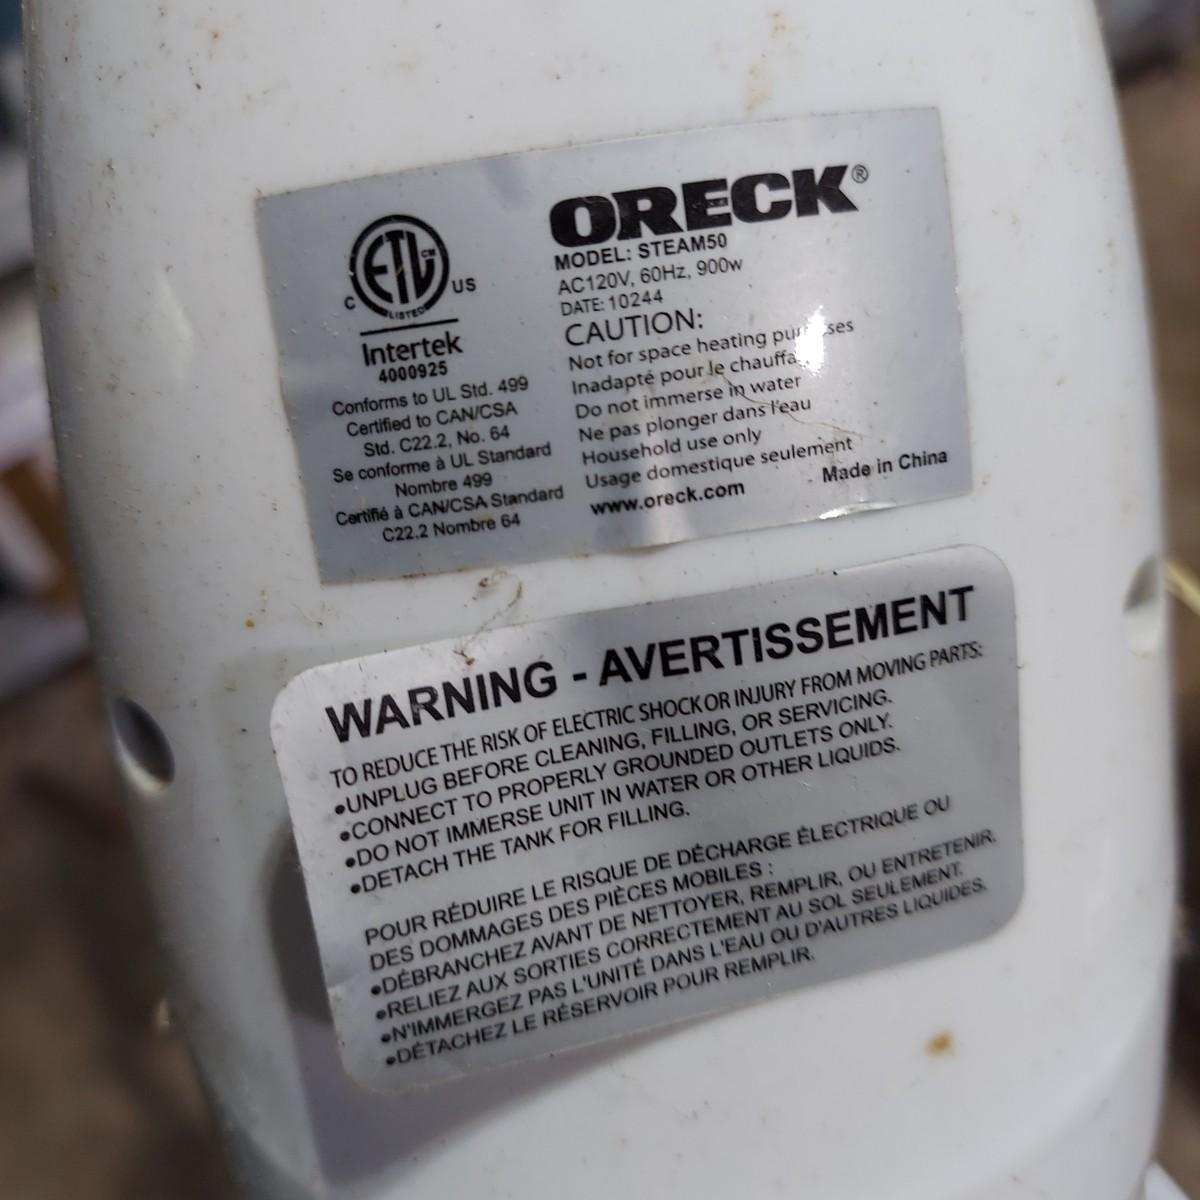 ETL CM
LISTED
C US
Intertek
4000925
Conforms to UL Std. 499
Certified to CAN/CSA
Std. C22.2, No. 64
Se conforme à UL Standard
Nombre 499
Certifié à CAN/CSA Standard
C22.2 Nombre 64
ORECK®
MODEL: STEAM50
AC120V, 60Hz, 900w
DATE: 10244
CAUTION:
Not for space heating
Inadapté pour le
Do not immerse in water
Ne pas plonger dans l'eau
Household use only
Usage domestique seulement
www.oreck.com Made in China
WARNING - AVERTISSEMENT
TO REDUCE THE RISK OF ELECTRIC SHOCK OR INJURY FROM MOVING PARTS:
•UNPLUG BEFORE CLEANING, FILLING, OR SERVICING.
•CONNECT TO PROPERLY GROUNDED OUTLETS ONLY.
•DO NOT IMMERSE UNIT IN WATER OR OTHER LIQUIDS.
•DETACH THE TANK FOR FILLING.
POUR RÉDUIRE LE RISQUE DE DÉCHARGE ÉLECTRIQUE OU
DES DOMMAGES DES PIÈCES MOBILES :
•DÉBRANCHEZ AVANT DE NETTOYER, REMPLIR, OU ENTRETENIR.
•RELIEZ AUX SORTIES CORRECTEMENT AU SOL SEULEMENT.
•N'IMMERGEZ PAS L'UNITÉ DANS L'EAU OU D'AUTRES LIQUIDES.
•DÉTACHEZ LE RÉSERVOIR POUR REMPLIR.